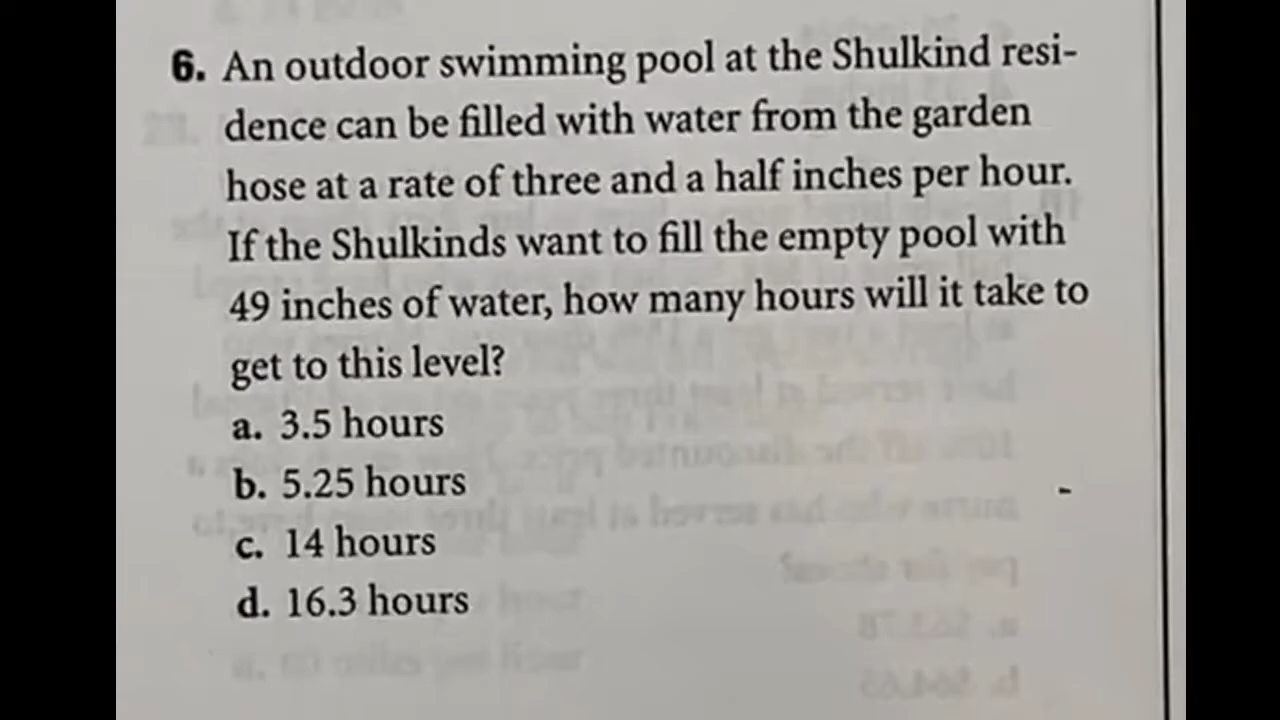 6. An outdoor swimming pool at the Shulkind resi-
dence can be filled with water from the garden
hose at a rate of three and a half inches per hour.
If the Shulkinds want to fill the empty pool with
49 inches of water, how many hours will it take to
get to this level?
a. 3.5 hours
b. 5.25 hours
c. 14 hours
d. 16.3 hours